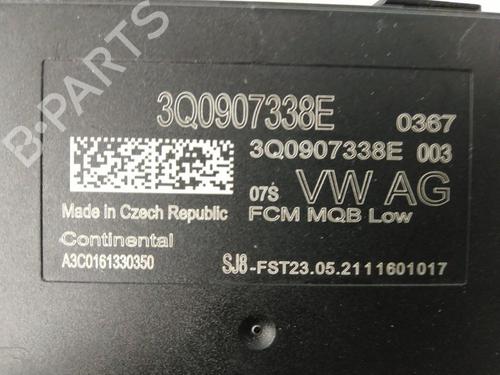 3Q0907338E 0367
3Q0907338E 003
07S VW AG
Made in Czech Republic FCM MQB Low
Continental
A3C0161330350 SJ8-FST23.05.2111601017
B-PARTS